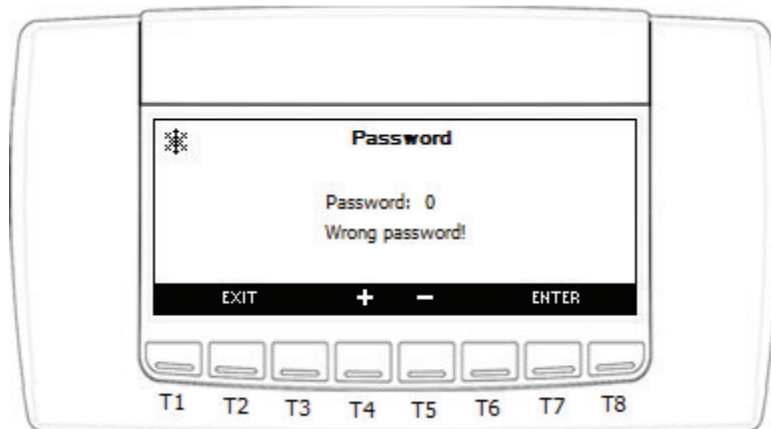 Password
Password: 0
Wrong password!
EXIT + - ENTER
T1 T2 T3 T4 T5 T6 T7 T8